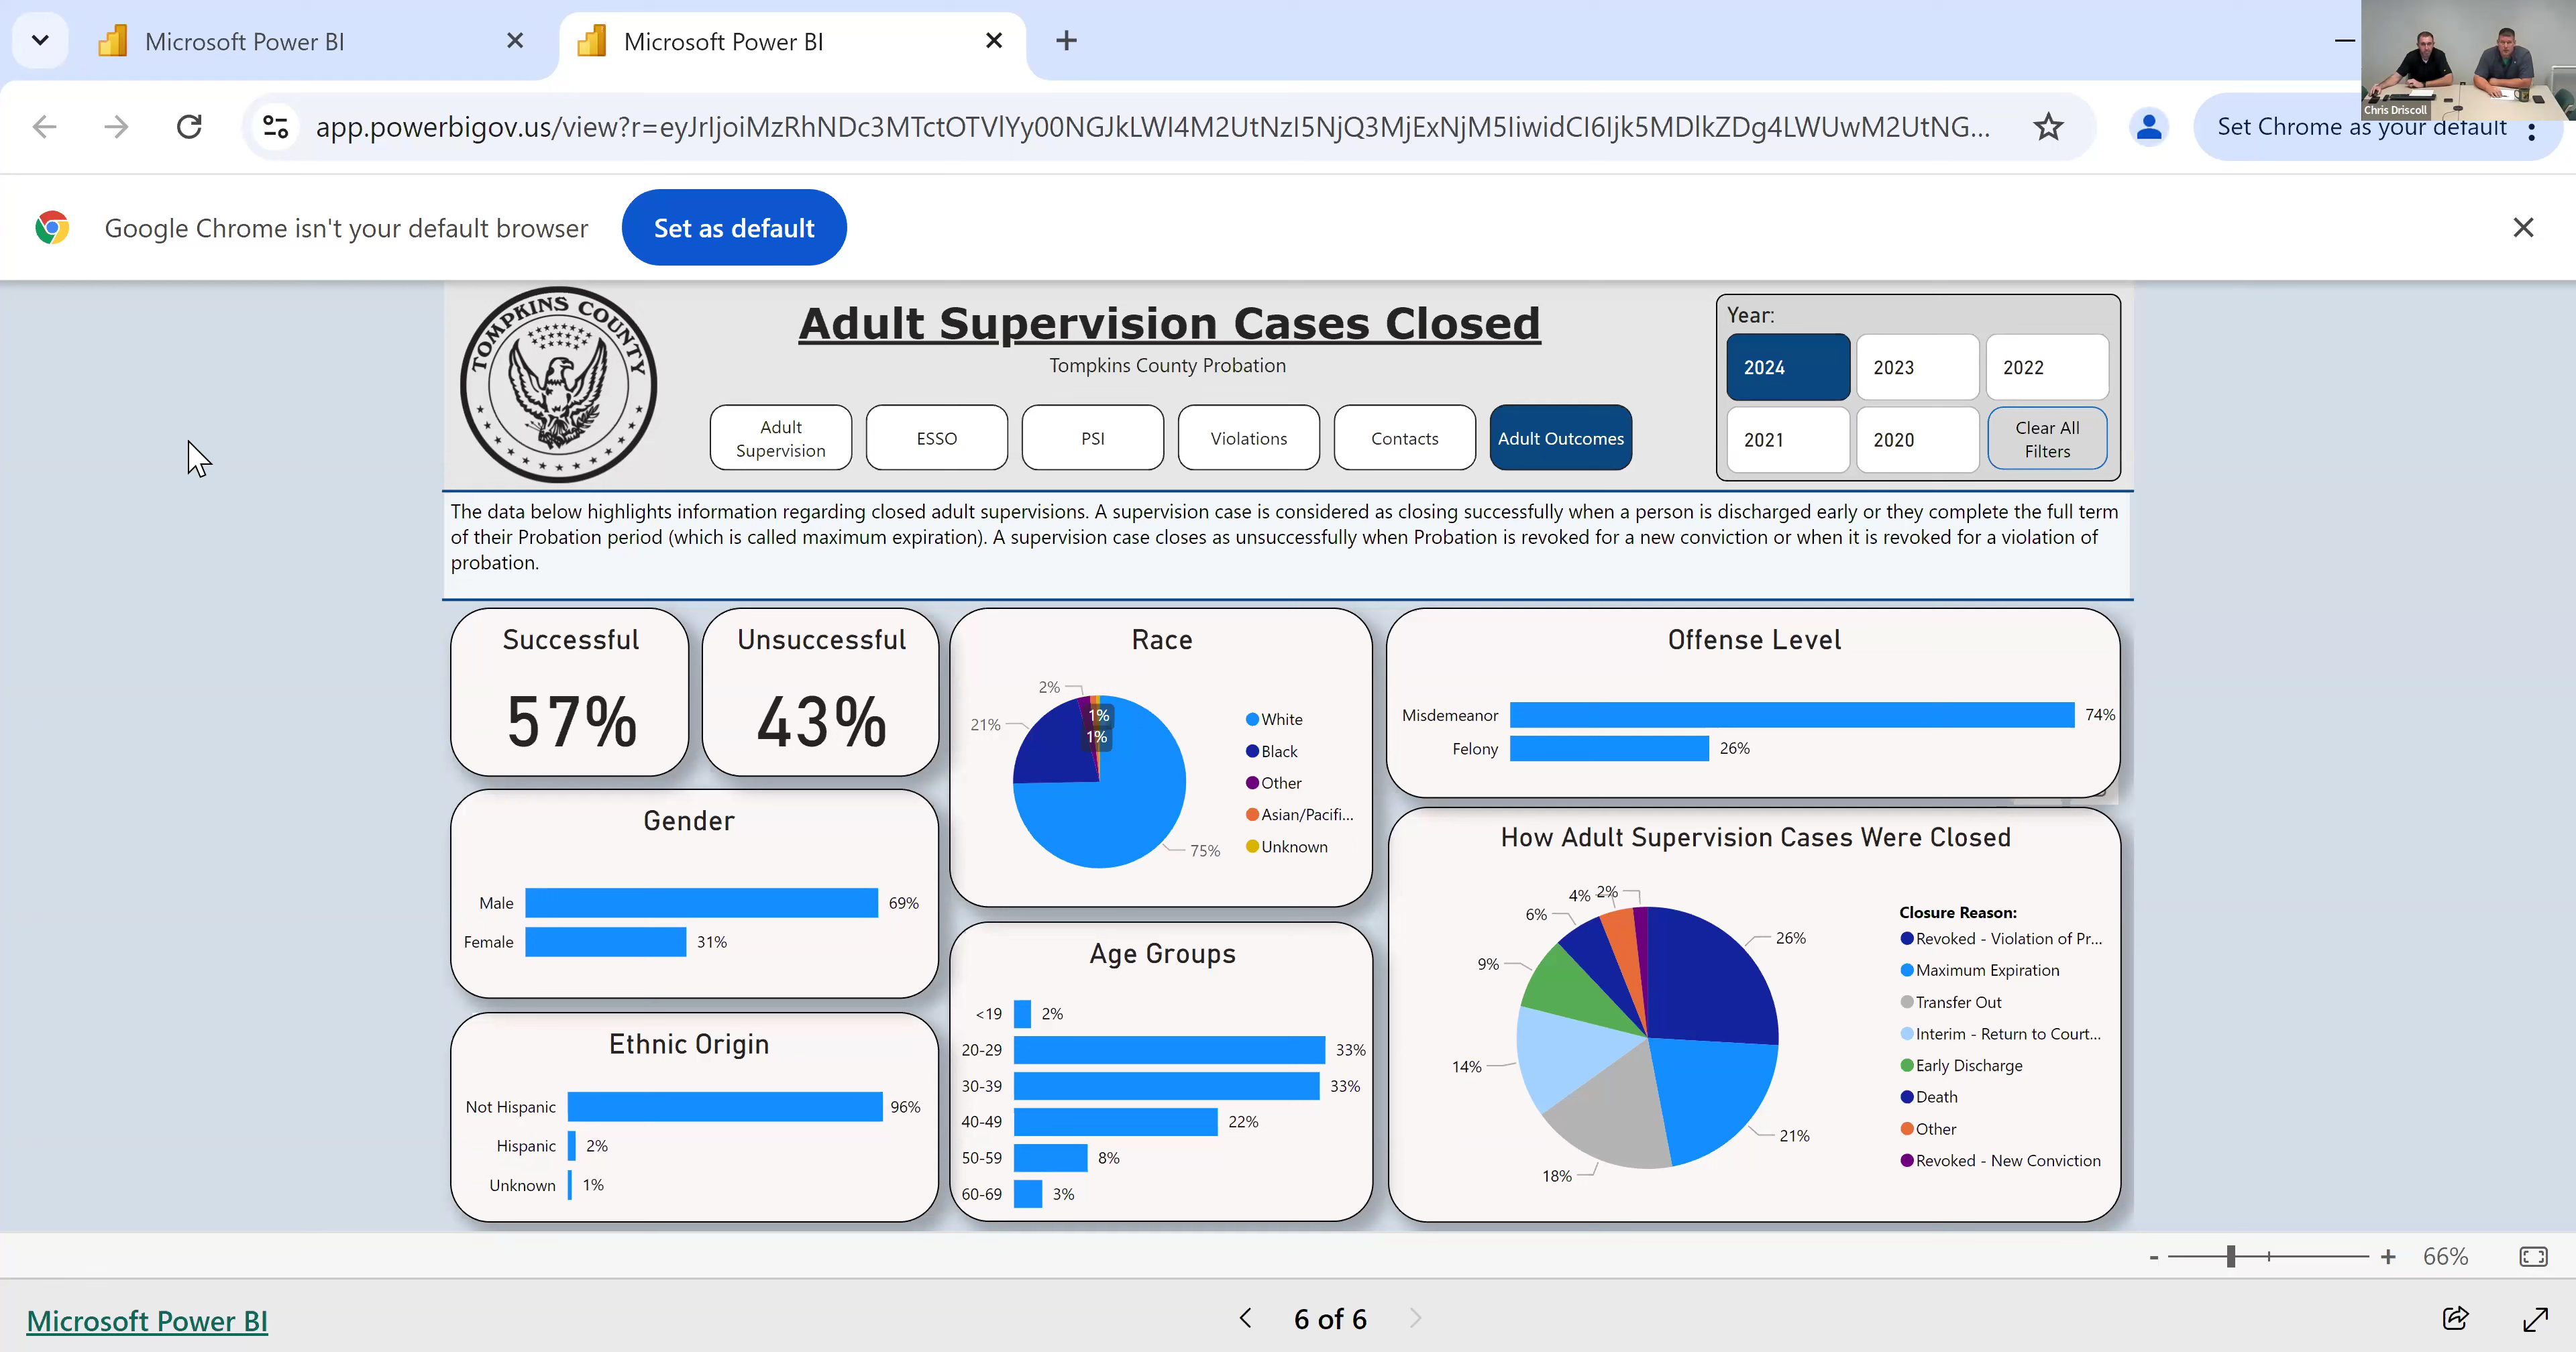 Microsoft Power BI
Microsoft Power BI
app.powerbigov.us/view?r=eyJrIjoiMzRhNDc3MTctOTVlYy00NGJkLWI4M2UtNzI5NjQ3MjExNjM5IiwidCI6Ijk5MDlkZDg4LWUwM2UtNG...
Set Chrome as your default
Chris Driscoll
Google Chrome isn't your default browser
Set as default
TOMPKINS COUNTY
Adult Supervision Cases Closed
Tompkins County Probation
Adult
Supervision
ESSO
PSI
Violations
Contacts
Adult Outcomes
Year:
2024
2023
2022
2021
2020
Clear All
Filters
The data below highlights information regarding closed adult supervisions. A supervision case is considered as closing successfully when a person is discharged early or they complete the full term
of their Probation period (which is called maximum expiration). A supervision case closes as unsuccessfully when Probation is revoked for a new conviction or when it is revoked for a violation of
probation.
Successful
57%
Unsuccessful
43%
Gender
Male 69%
Female 31%
Ethnic Origin
Not Hispanic 96%
Hispanic 2%
Unknown 1%
Race
2%
21%
1%
1%
75%
White
Black
Other
Asian/Pacifi...
Unknown
Age Groups
<19 2%
20-29 33%
30-39 33%
40-49 22%
50-59 8%
60-69 3%
Offense Level
Misdemeanor 74%
Felony 26%
How Adult Supervision Cases Were Closed
4% 2%
6%
26%
9%
14%
21%
18%
Closure Reason:
Revoked - Violation of Pr...
Maximum Expiration
Transfer Out
Interim - Return to Court...
Early Discharge
Death
Other
Revoked - New Conviction
- + 66%
Microsoft Power BI
6 of 6